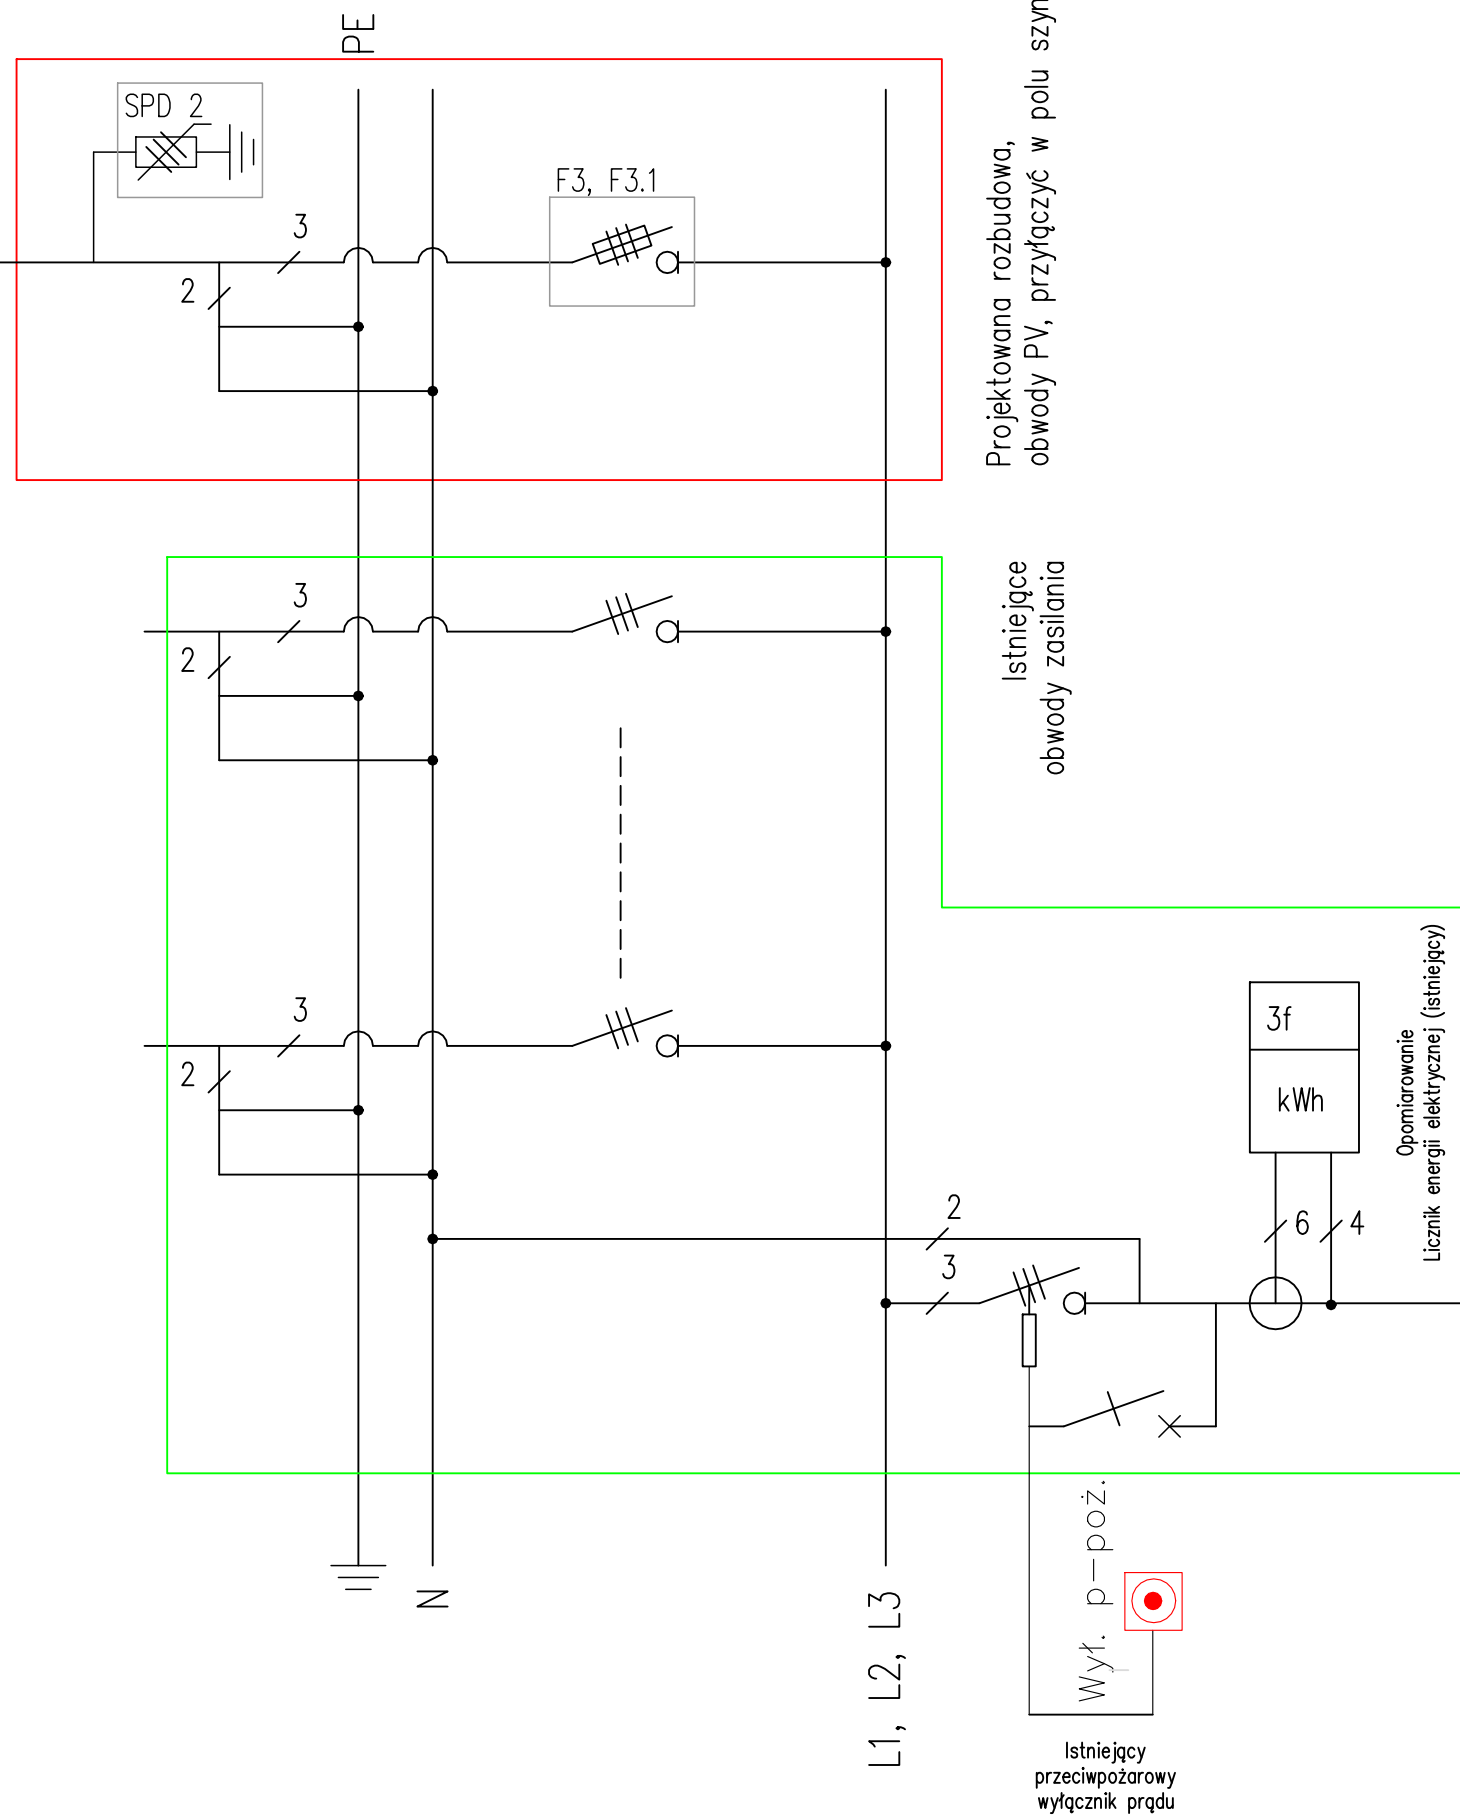 PE
SPD 2
F3, F3.1
3
2
Projektowana rozbudowa,
obwody PV, przyłączyć w polu
3
2
Istniejące
obwody zasilania
3
2
3f
kWh
Opomiarowanie
Licznik energii elektrycznej (istniejący)
2
6
4
3
Wył. p-poż.
N
L1, L2, L3
Istniejący
przeciwpożarowy
wyłącznik prądu